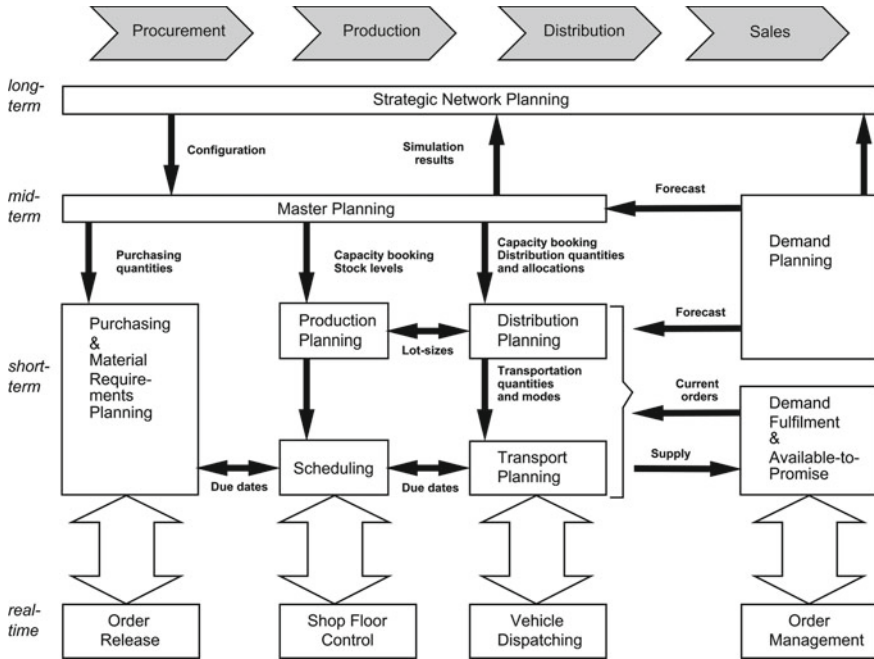 Procurement
Production
Distribution
Sales
long-
term
Strategic Network Planning
Configuration
Simulation
results
mid-
term
Master Planning
Forecast
Demand
Planning
Purchasing
quantities
Capacity booking
Stock levels
Capacity booking
Distribution quantities
and allocations
short-
term
Purchasing
&
Material
Require-
ments
Planning
Production
Planning
Lot-sizes
Distribution
Planning
Forecast
Transportation
quantities
and modes
Current
orders
Demand
Fulfilment
&
Available-to-
Promise
Due dates
Scheduling
Due dates
Transport
Planning
Supply
real-
time
Order
Release
Shop Floor
Control
Vehicle
Dispatching
Order
Management